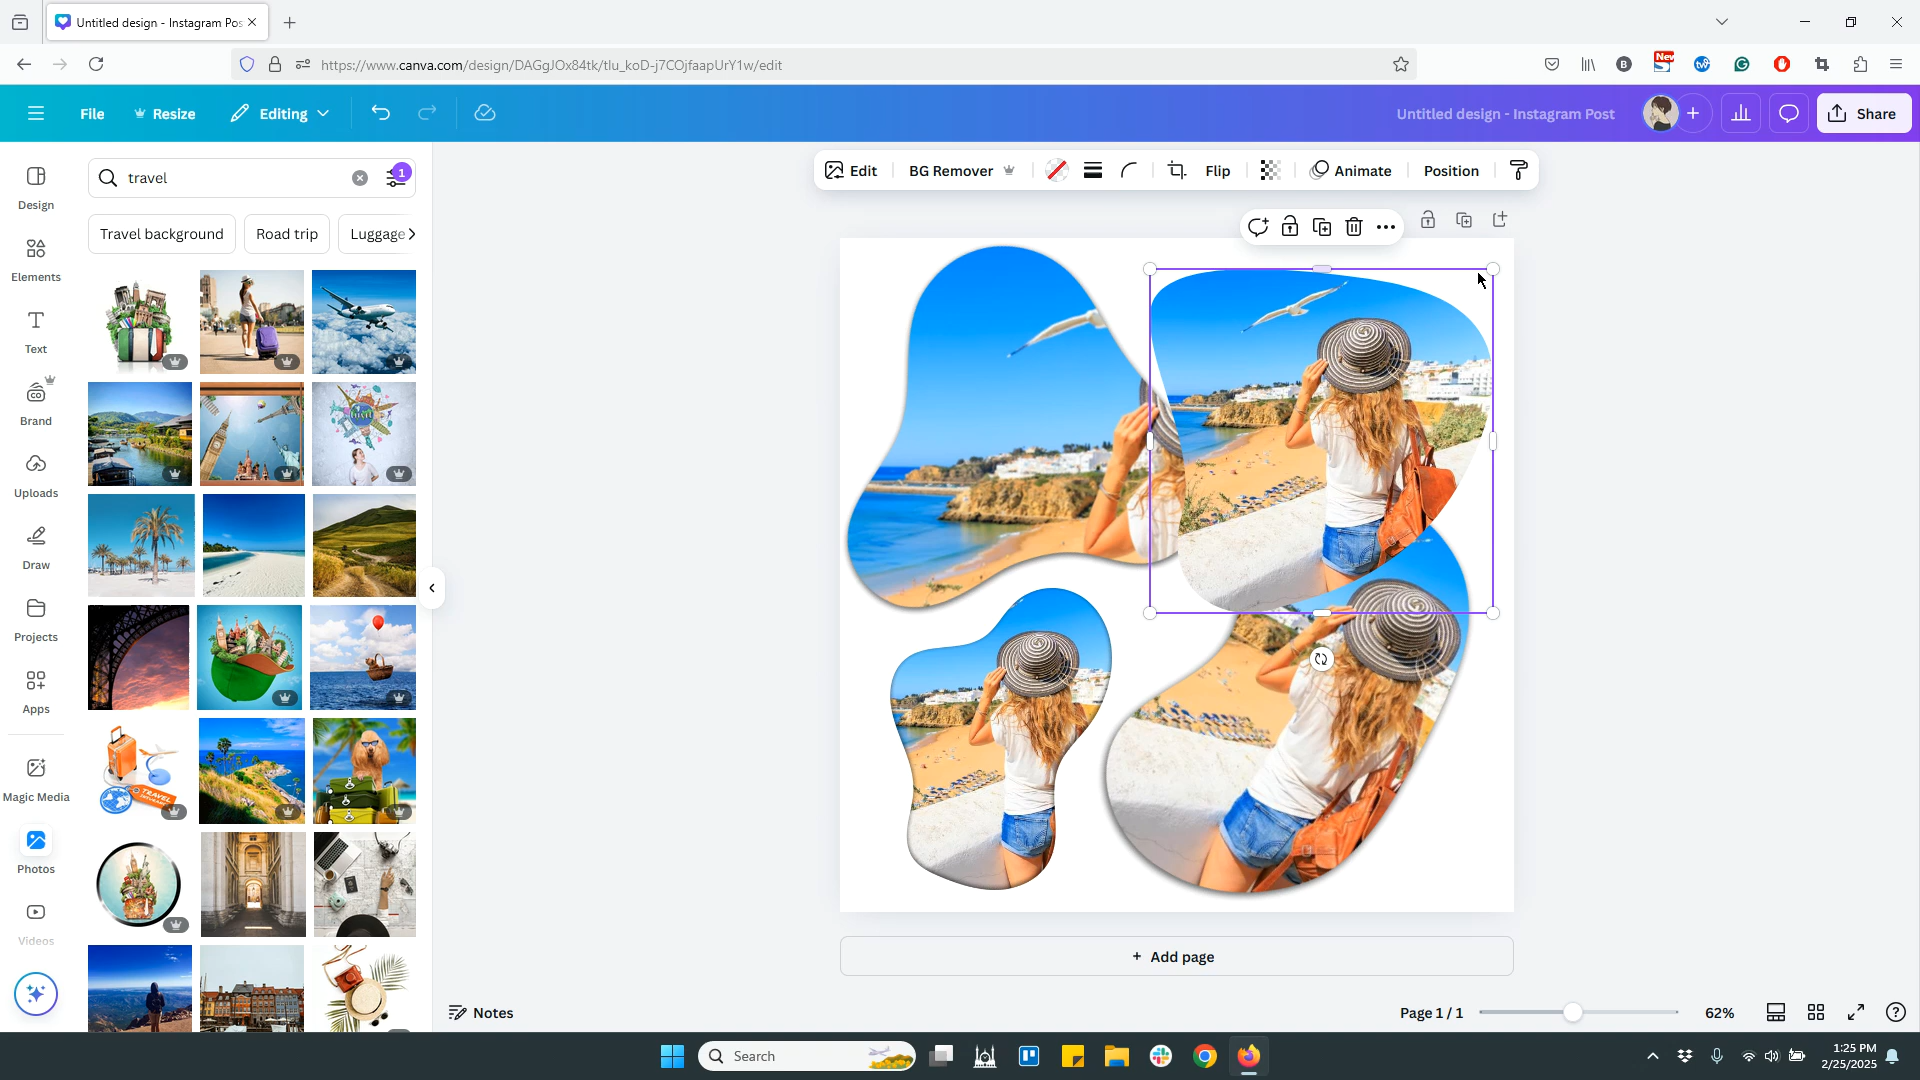 Untitled design - Instagram Pos
https://www.canva.com/design/DAGgJOx84tk/tlu_koD-j7COjfaapUrY1w/edit
New
File
Resize
Editing
Untitled design - Instagram Post
Share
Design
Elements
Text
Brand
Uploads
Draw
Projects
Apps
Magic Media
Photos
Videos
travel
1
Travel background
Road trip
Luggage
Edit
BG Remover
Flip
Animate
Position
+ Add page
Notes
Page 1 / 1
62%
Search
1:25 PM
2/25/2025